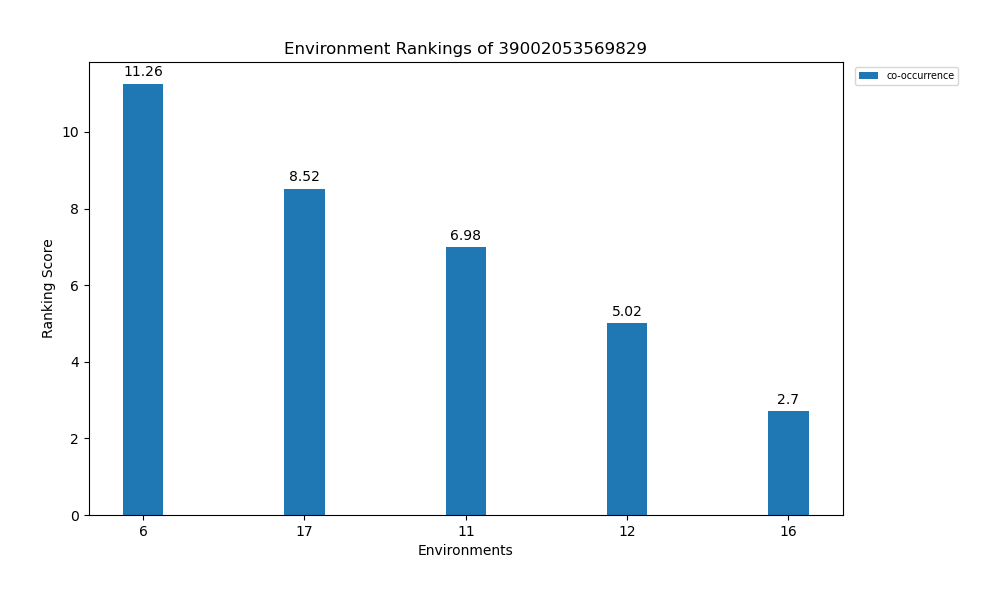 Environment Rankings of 39002053569829
co-occurrence
11.26
8.52
6.98
5.02
2.7
Ranking Score
10
8
6
4
2
0
6 17 11 12 16
Environments